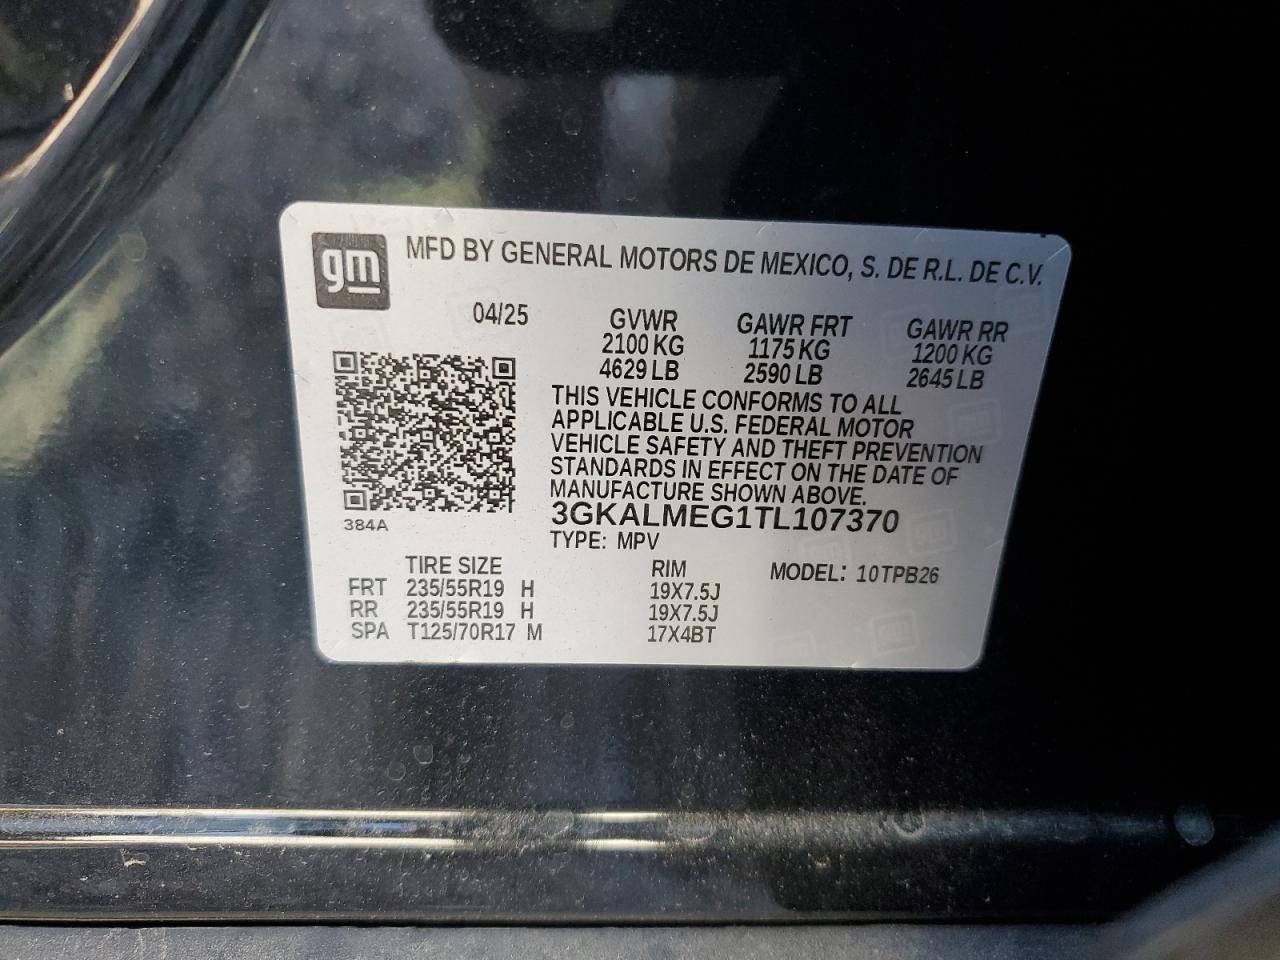 gm
MFD BY GENERAL MOTORS DE MEXICO, S. DE R.L. DE C.V.
04/25
GVWR GAWR FRT GAWR RR
2100 KG 1175 KG 1200 KG
4629 LB 2590 LB 2645 LB
THIS VEHICLE CONFORMS TO ALL
APPLICABLE U.S. FEDERAL MOTOR
VEHICLE SAFETY AND THEFT PREVENTION
STANDARDS IN EFFECT ON THE DATE OF
MANUFACTURE SHOWN ABOVE.
384A
3GKALMEG1TL107370
TYPE: MPV
TIRE SIZE RIM MODEL: 10TPB26
FRT 235/55R19 H 19X7.5J
RR 235/55R19 H 19X7.5J
SPA T125/70R17 M 17X4BT